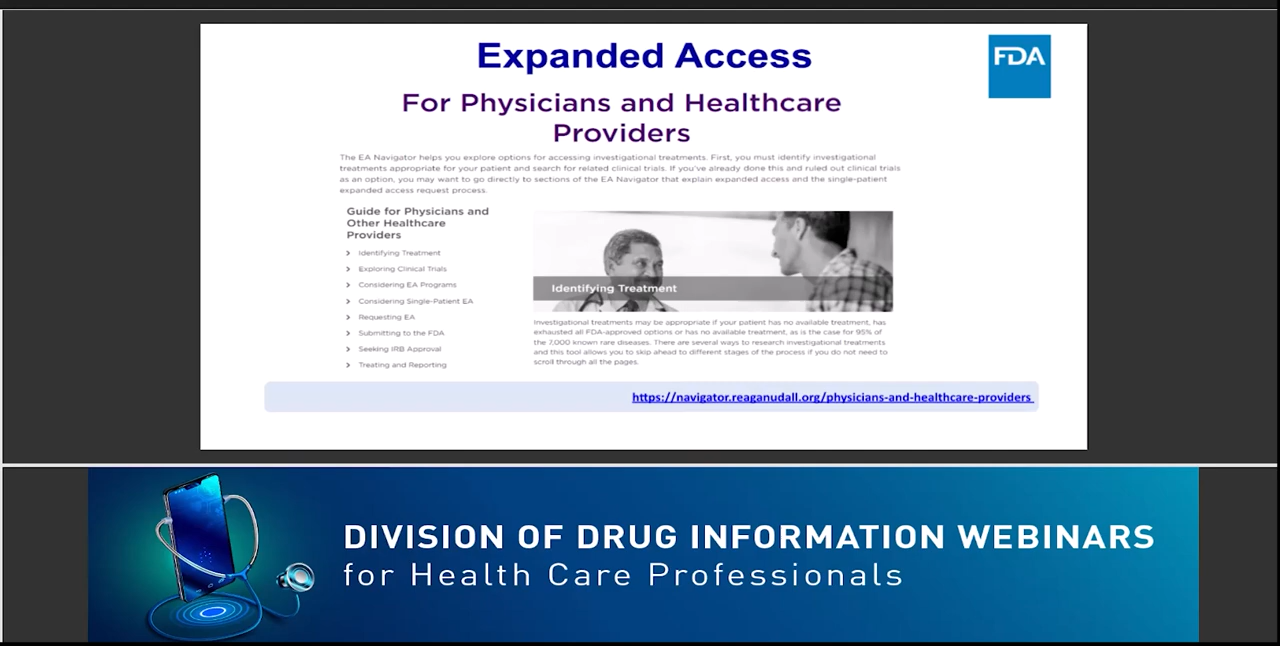 Expanded Access
FDA
For Physicians and Healthcare
Providers
The EA Navigator helps you explore options for accessing investigational treatments. First, you must identify investigational
treatments appropriate for your patient and search for related clinical trials. If you've already done this and ruled out clinical trials
as an option, you may want to go directly to sections of the EA Navigator that explain expanded access and the single-patient
expanded access request process.
Guide for Physicians and
Other Healthcare
Providers
Identifying Treatment
Exploring Clinical Trials
Considering EA Programs
Considering Single-Patient EA
Requesting EA
Submitting to the FDA
Seeking IRB Approval
Treating and Reporting
Identifying Treatment
Investigational treatments may be appropriate if your patient has no available treatment, has
exhausted all FDA-approved options or has no available treatment, as is the case for 95% of
the 7,000 known rare diseases. There are several ways to research investigational treatments
and this tool allows you to skip ahead to different stages of the process if you do not need to
scroll through all the pages.
https://navigator.reaganudall.org/physicians-and-healthcare-providers
DIVISION OF DRUG INFORMATION WEBINARS
for Health Care Professionals